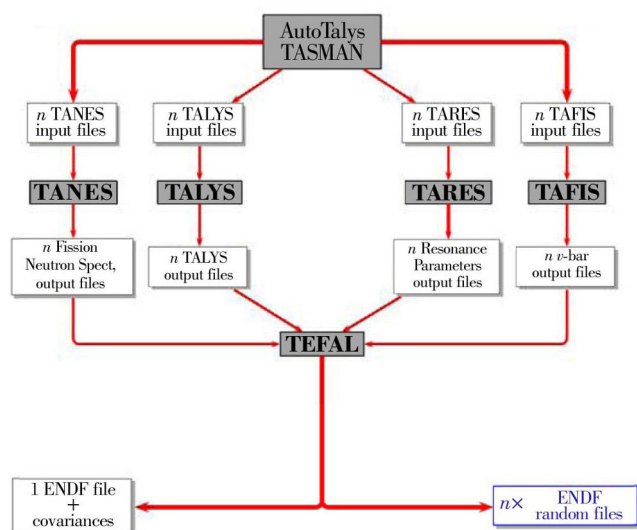 AutoTalys
TASMAN
n TANES
input files
n TALYS
input files
n TARES
input files
n TAFIS
input files
TANES
TALYS
TARES
TAFIS
n Fission
Neutron Spect,
output files
n TALYS
output files
n Resonance
Parameters
output files
n v-bar
output files
TEFAL
1 ENDF file
+
covariances
n× ENDF
random files